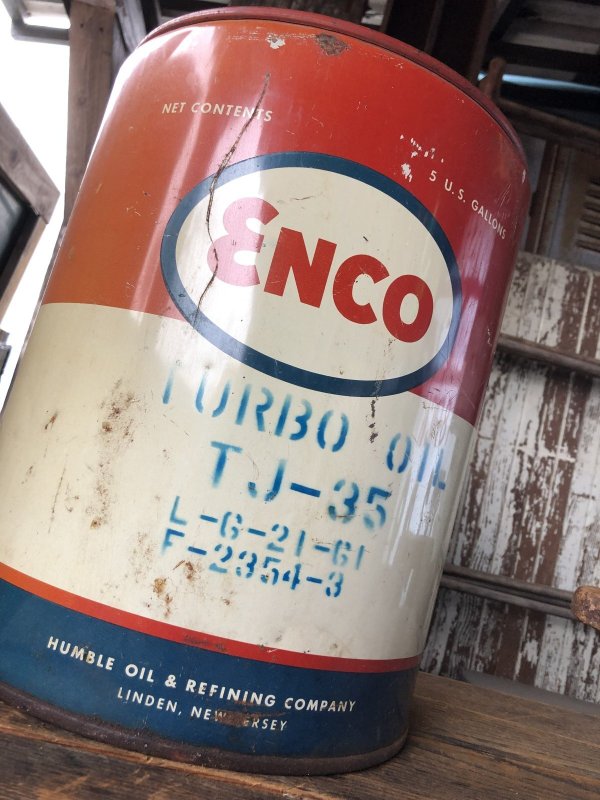 NET CONTENTS
5 U.S. GALLONS
ENCO
TURBO OIL
TJ-35
L-6-21-61
F-2354-3
HUMBLE OIL & REFINING COMPANY
LINDEN, NEW JERSEY